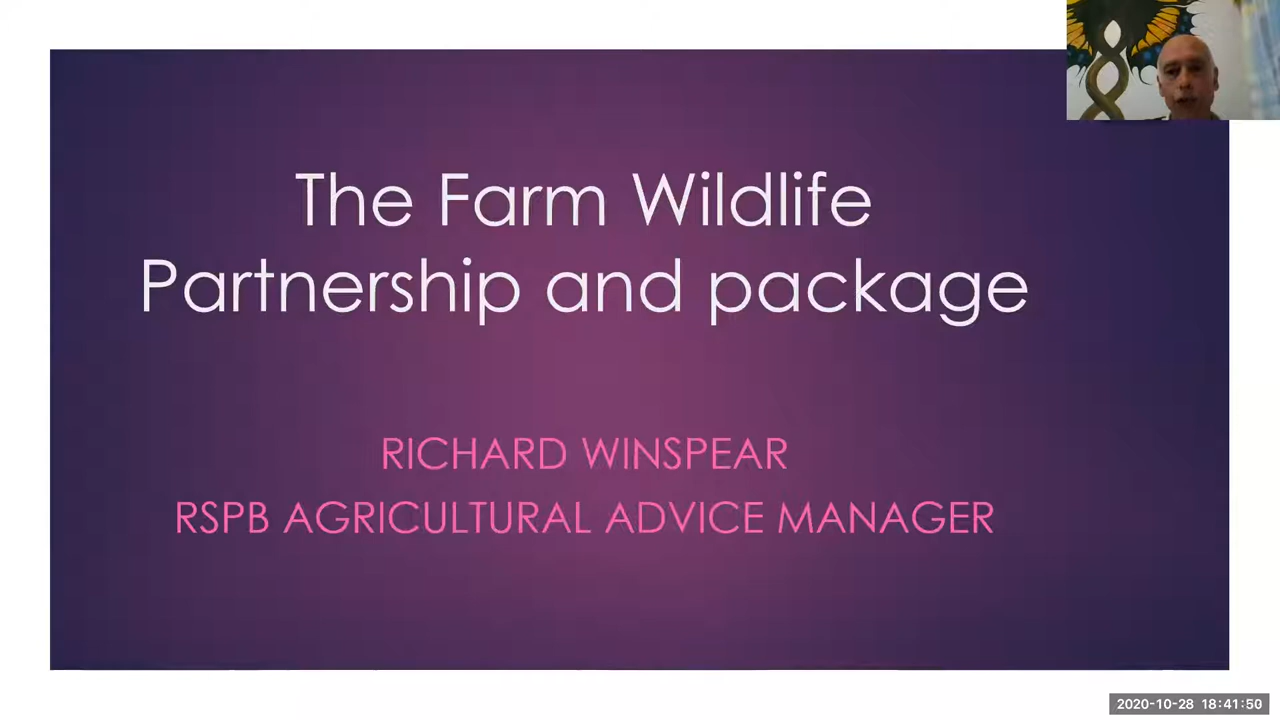 The Farm Wildlife
Partnership and package
RICHARD WINSPEAR
RSPB AGRICULTURAL ADVICE MANAGER
2020-10-28 18:41:50